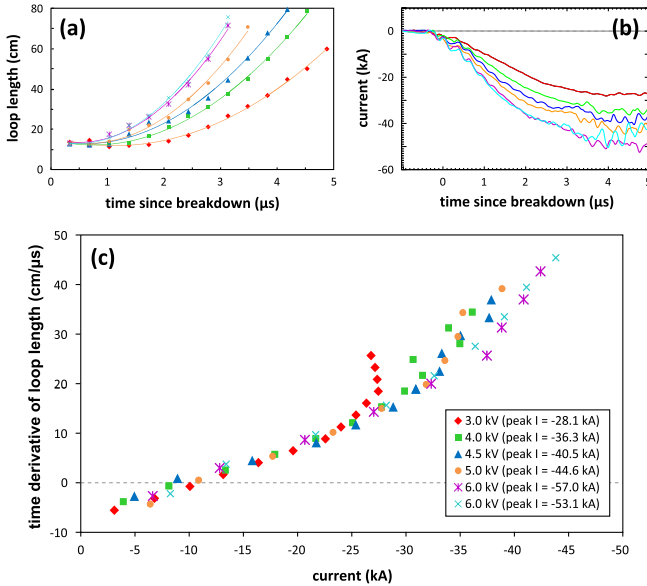 (a)
loop length (cm)
80
60
40
20
0
0 1 2 3 4 5
time since breakdown (μs)
(b)
current (kA)
0
-20
-40
-60
-1 0 1 2 3 4 5
time since breakdown (μs)
(c)
time derivative of loop length (cm/μs)
50
40
30
20
10
0
-10
0 -5 -10 -15 -20 -25 -30 -35 -40 -45 -50
current (kA)
3.0 kV (peak I = -28.1 kA)
4.0 kV (peak I = -36.3 kA)
4.5 kV (peak I = -40.5 kA)
5.0 kV (peak I = -44.6 kA)
6.0 kV (peak I = -57.0 kA)
6.0 kV (peak I = -53.1 kA)